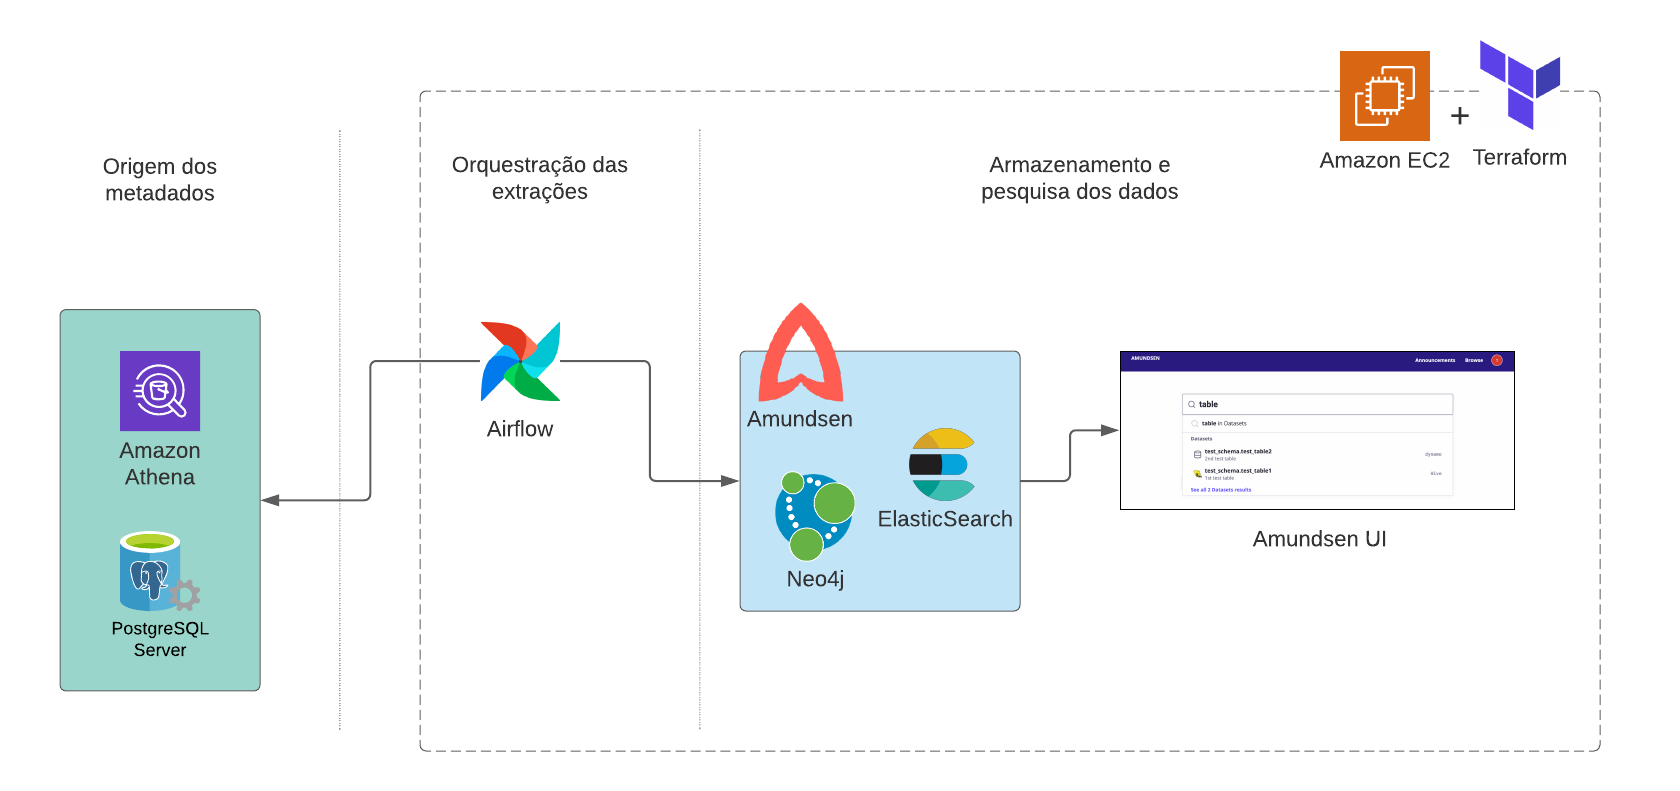 Origem dos
metadados
Orquestração das
extrações
Armazenamento e
pesquisa dos dados
Amazon EC2
+
Terraform
Amazon
Athena
PostgreSQL
Server
Airflow
Amundsen
Neo4j
ElasticSearch
AMUNDSEN
Announcements
Browse
table
table in Datasets
Datasets
test_schema.test_table2
2nd test table
dynamo
test_schema.test_table1
1st test table
Hive
See all 2 Datasets results
Amundsen UI